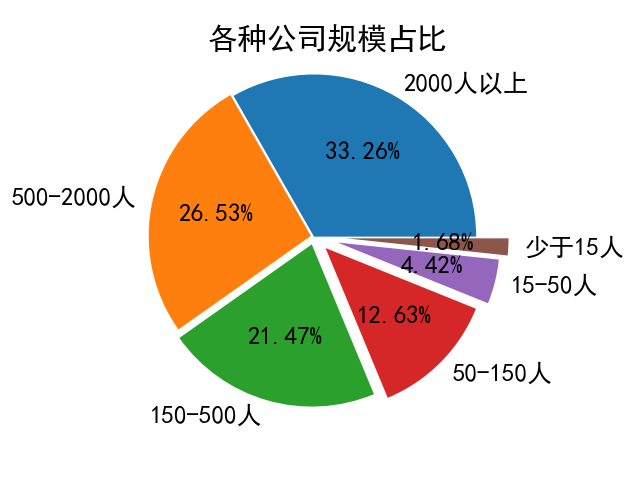 各种公司规模占比
2000人以上
33.26%
500-2000人
26.53%
1.68%
少于15人
4.42%
15-50人
12.63%
21.47%
50-150人
150-500人